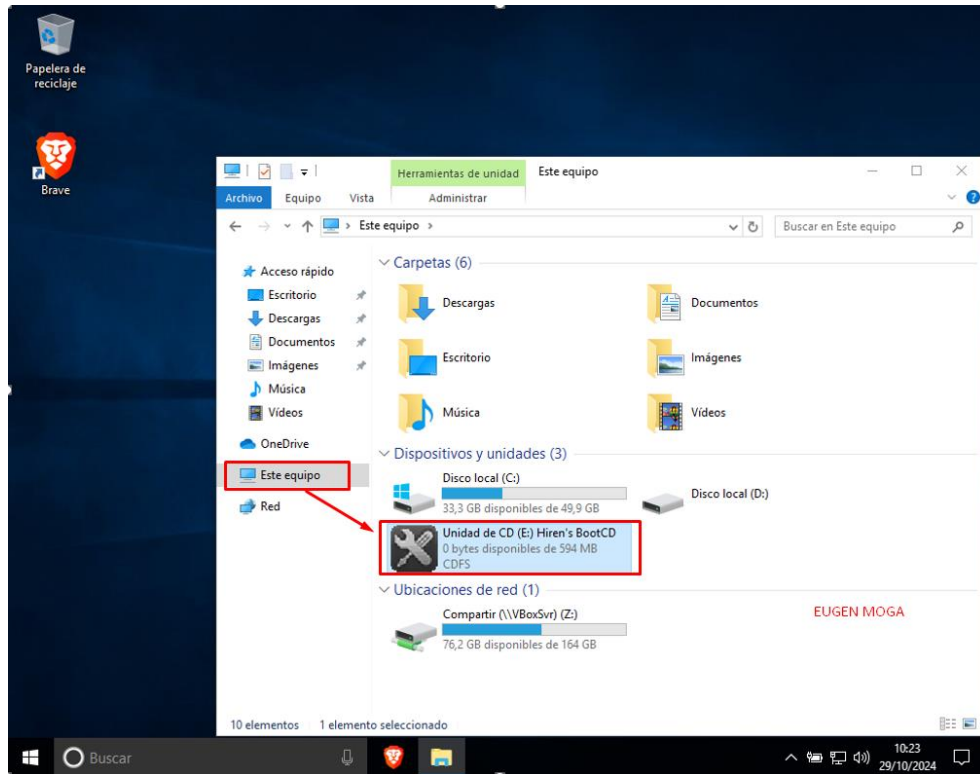 Papelera de
reciclaje
Brave
Herramientas de unidad
Este equipo
Archivo
Equipo
Vista
Administrar
Este equipo
Buscar en Este equipo
Acceso rápido
Escritorio
Descargas
Documentos
Imágenes
Música
Vídeos
OneDrive
Este equipo
Red
Carpetas (6)
Descargas
Documentos
Escritorio
Imágenes
Música
Vídeos
Dispositivos y unidades (3)
Disco local (C:)
33,3 GB disponibles de 49,9 GB
Disco local (D:)
Unidad de CD (E:) Hiren's BootCD
0 bytes disponibles de 594 MB
CDFS
Ubicaciones de red (1)
Compartir (\\VBoxSvr) (Z:)
76,2 GB disponibles de 164 GB
EUGEN MOGA
10 elementos
1 elemento seleccionado
Buscar
10:23
29/10/2024